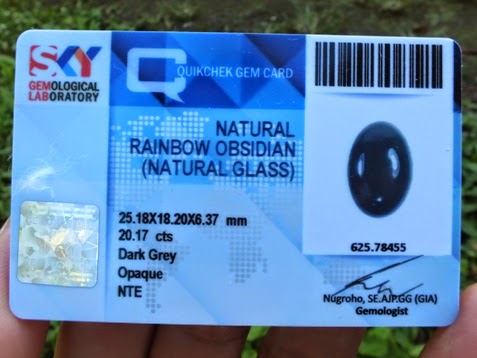 SKY
GEMOLOGICAL
LABORATORY
QUIKCHEK GEM CARD
NATURAL
RAINBOW OBSIDIAN
(NATURAL GLASS)
25.18X18.20X6.37 mm
20.17 cts
Dark Grey
Opaque
NTE
625.78455
Nugroho, SE.AJP.GG (GIA)
Gemologist